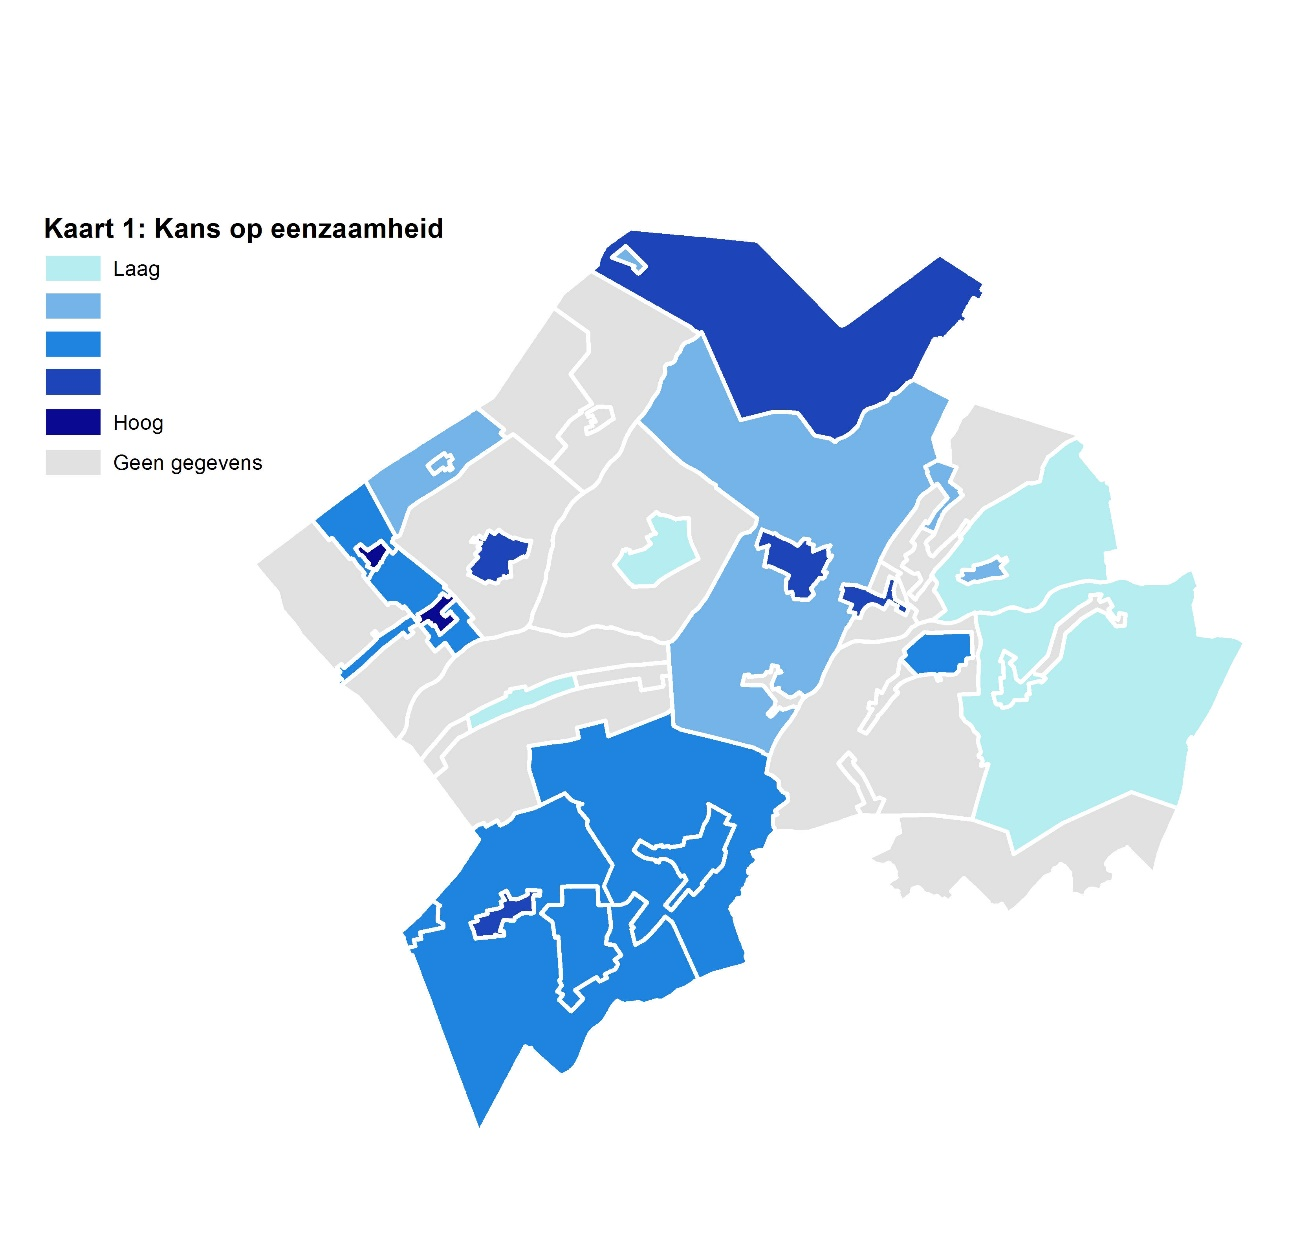 Kaart 1: Kans op eenzaamheid
Laag
Hoog
Geen gegevens